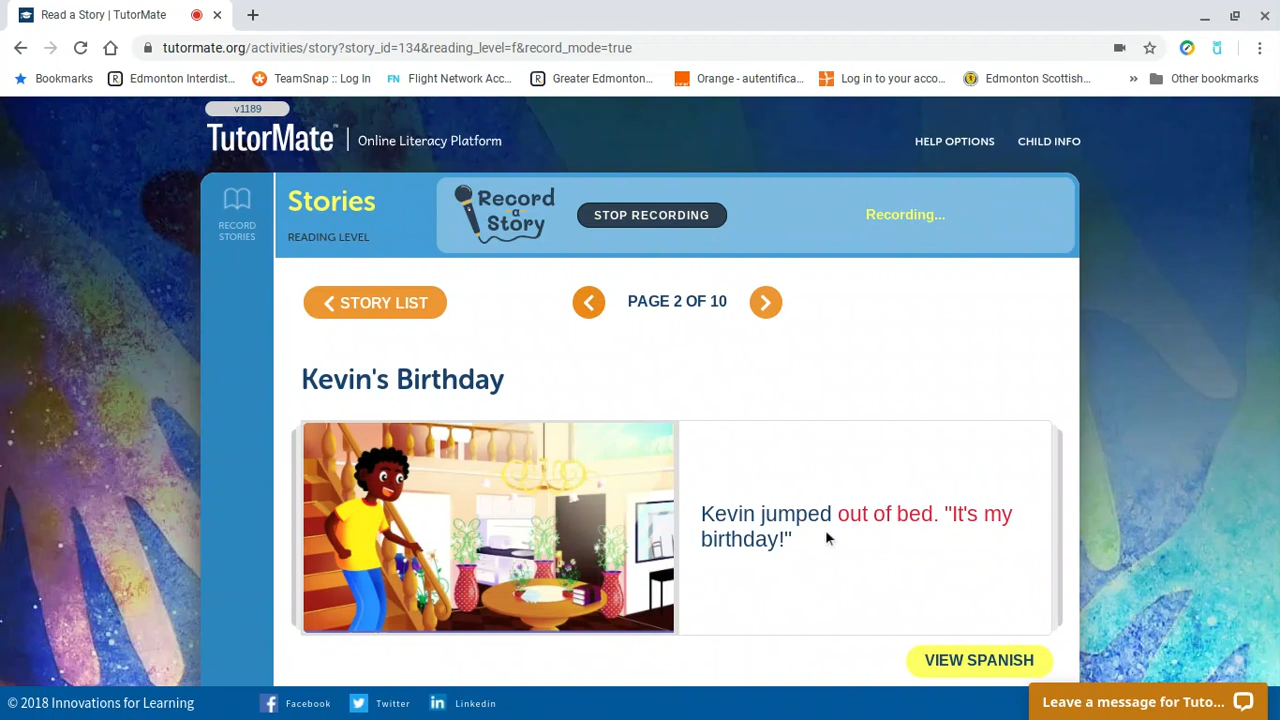 Read a Story | TutorMate
tutormate.org/activities/story?story_id=134&reading_level=f&record_mode=true
Bookmarks
Edmonton Interdist...
TeamSnap :: Log In
FN Flight Network Acc...
Greater Edmonton...
Orange - autentifica...
Log in to your acco...
Edmonton Scottish...
» Other bookmarks
v1189
TutorMate™ | Online Literacy Platform
HELP OPTIONS CHILD INFO
RECORD
STORIES
Stories
READING LEVEL
Record
a
Story
STOP RECORDING
Recording...
STORY LIST
PAGE 2 OF 10
Kevin's Birthday
Kevin jumped out of bed. "It's my
birthday!"
VIEW SPANISH
© 2018 Innovations for Learning
Facebook
Twitter
Linkedin
Leave a message for Tuto...